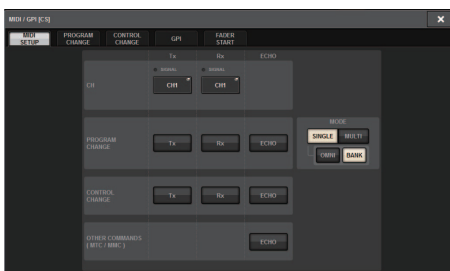 MIDI / GPI [CS]
MIDI SETUP
PROGRAM CHANGE
CONTROL CHANGE
GPI
FADER START
Tx
Rx
ECHO
SIGNAL
SIGNAL
CH
CH1
CH1
MODE
PROGRAM CHANGE
Tx
Rx
ECHO
SINGLE
MULTI
OMNI
BANK
CONTROL CHANGE
Tx
Rx
ECHO
OTHER COMMANDS
( MTC / MMC )
ECHO